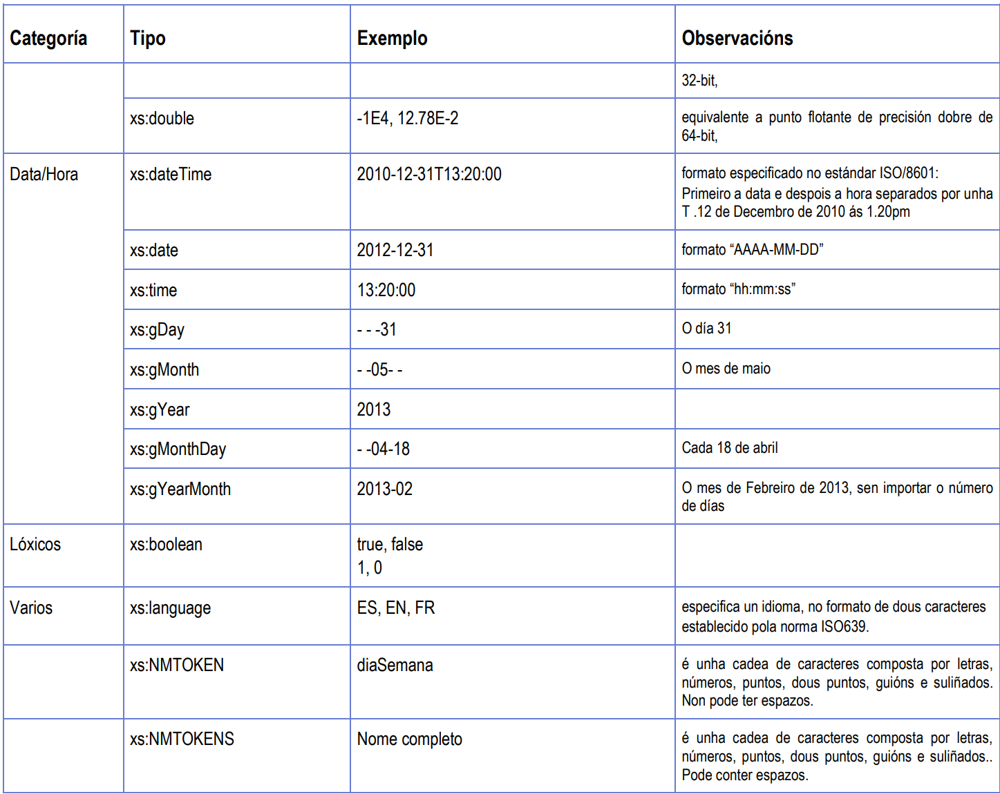 Categoría Tipo Exemplo Observacións
32-bit,
xs:double -1E4, 12.78E-2 equivalente a punto flotante de precisión dobre de
64-bit,
Data/Hora xs:dateTime 2010-12-31T13:20:00 formato especificado no estándar ISO/8601:
Primeiro a data e despois a hora separados por unha
T .12 de Decembro de 2010 ás 1.20pm
xs:date 2012-12-31 formato “AAAA-MM-DD”
xs:time 13:20:00 formato “hh:mm:ss”
xs:gDay - - -31 O día 31
xs:gMonth - -05- - O mes de maio
xs:gYear 2013
xs:gMonthDay - -04-18 Cada 18 de abril
xs:gYearMonth 2013-02 O mes de Febreiro de 2013, sen importar o número
de días
Lóxicos xs:boolean true, false
1, 0
Varios xs:language ES, EN, FR especifica un idioma, no formato de dous caracteres
establecido pola norma ISO639.
xs:NMTOKEN diaSemana é unha cadea de caracteres composta por letras,
números, puntos, dous puntos, guións e suliñados.
Non pode ter espazos.
xs:NMTOKENS Nome completo é unha cadea de caracteres composta por letras,
números, puntos, dous puntos, guións e suliñados..
Pode conter espazos.